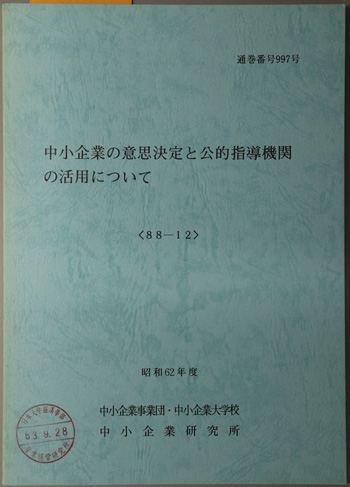 通巻番号997号
中小企業の意思決定と公的指導機関
の活用について
<88-12>
昭和62年度
中小企業事業団・中小企業大学校
中小企業研究所
63.9.28